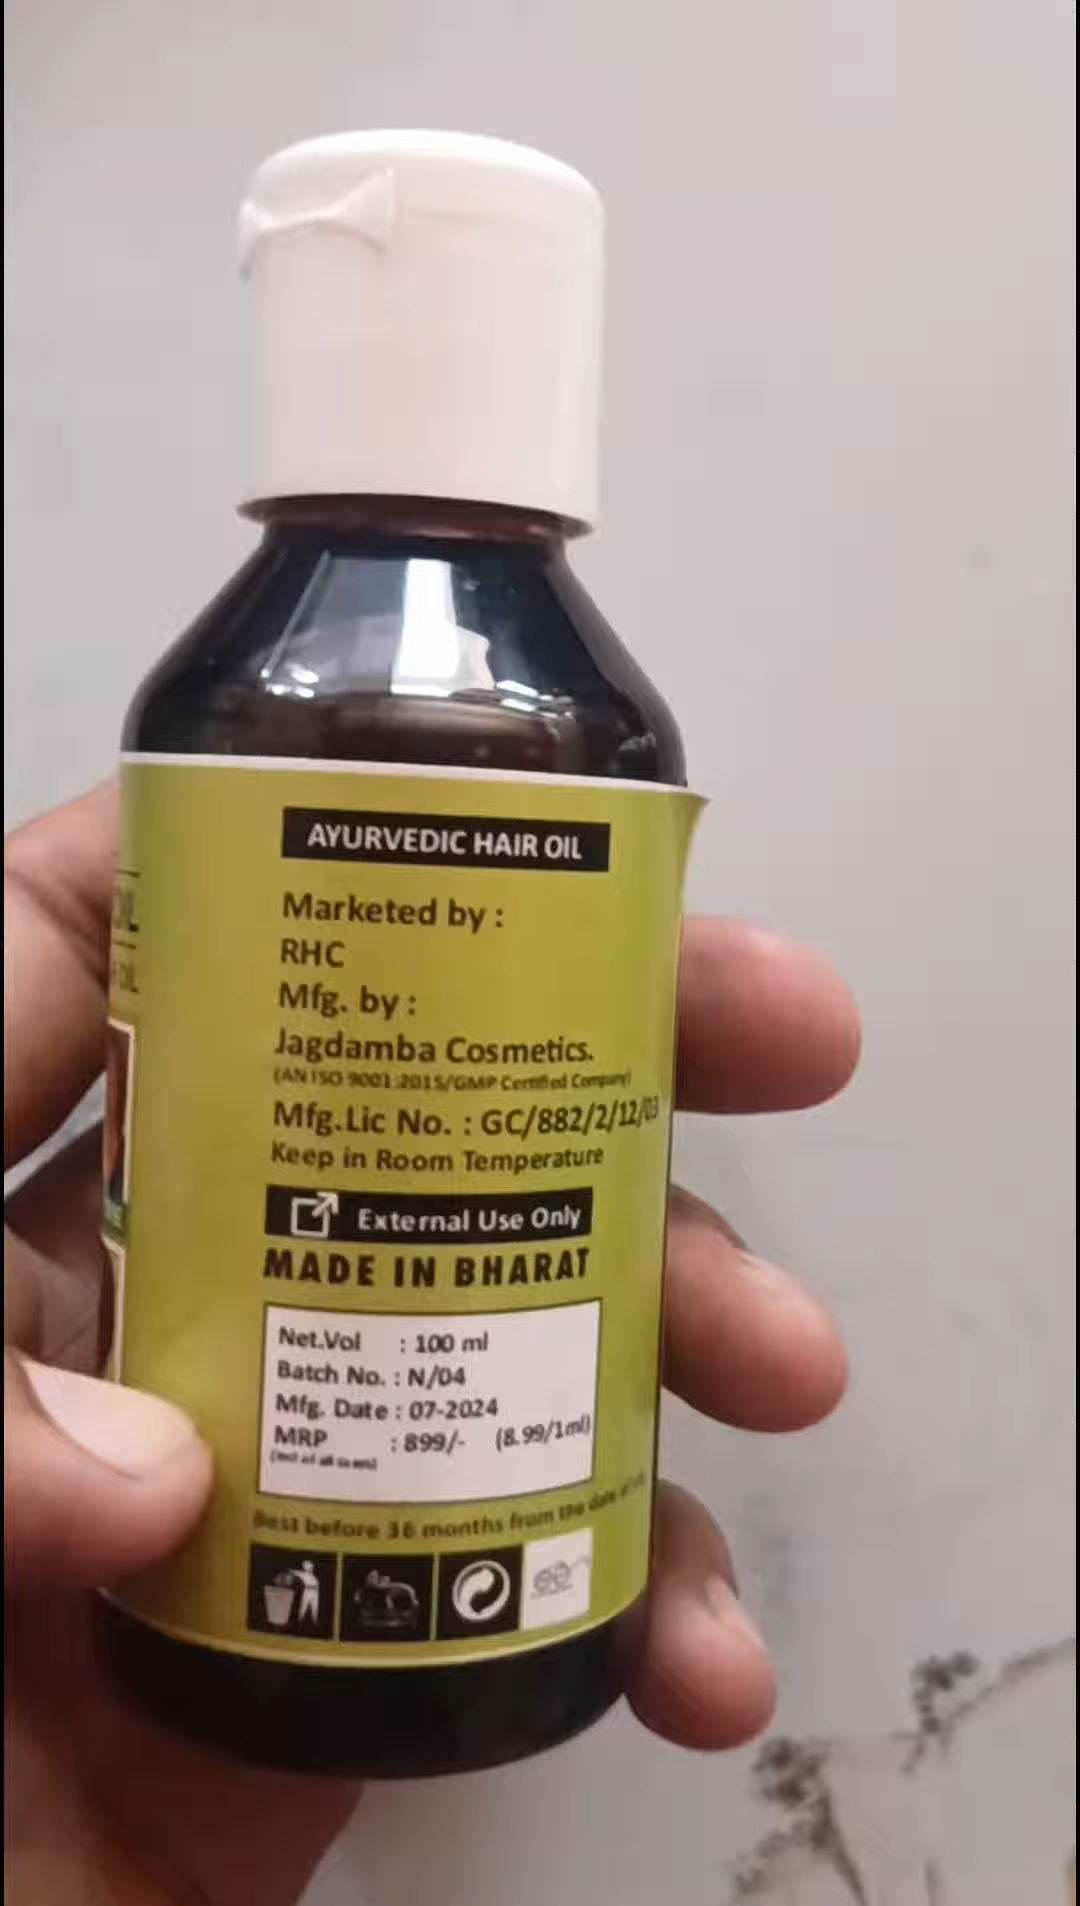 OIL
OIL
AYURVEDIC HAIR OIL
Marketed by :
RHC
Mfg. by :
Jagdamba Cosmetics.
(AN ISO 9001:2015/GMP Certified Company)
Mfg.Lic No. : GC/882/2/12/03
Keep in Room Temperature
External Use Only
MADE IN BHARAT
Net.Vol : 100 ml
Batch No. : N/04
Mfg. Date : 07-2024
MRP : 899/- (8.99/1ml)
Best before 36 months from the date of